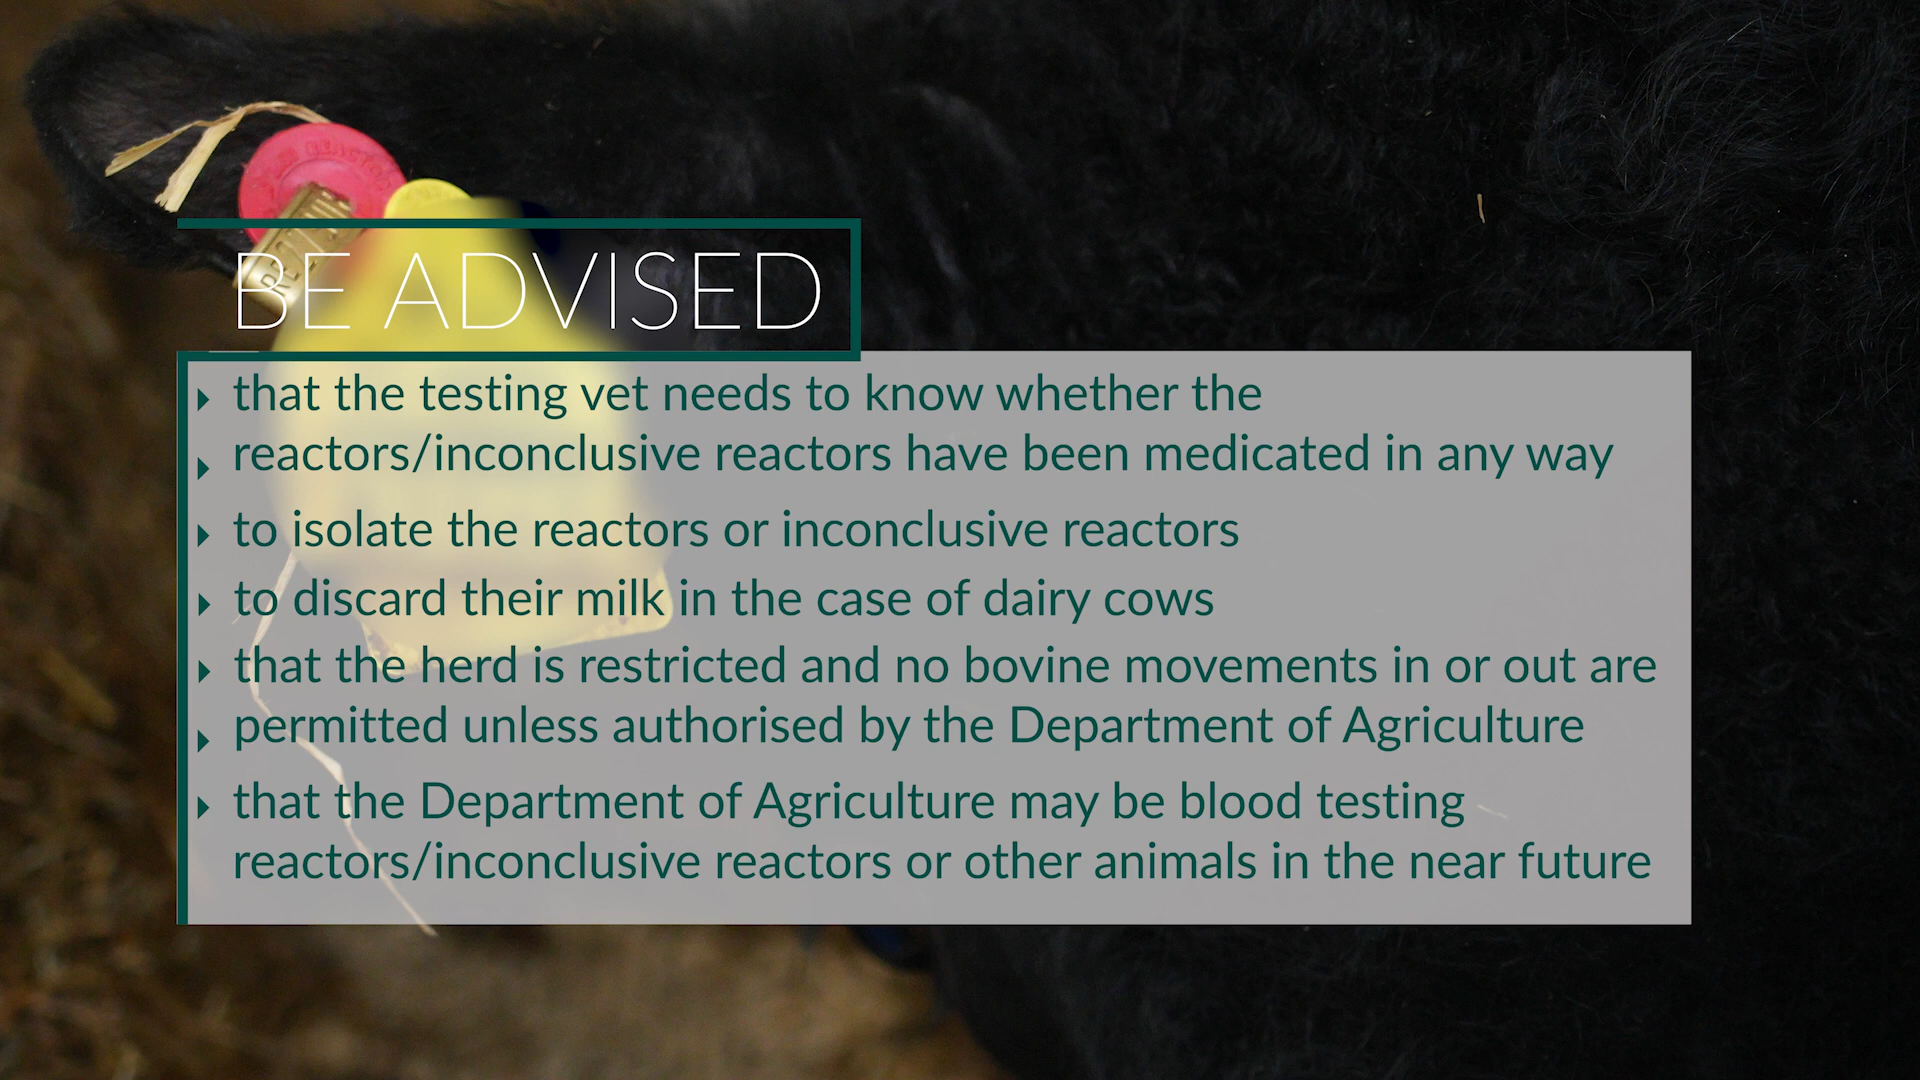 REACTOR
REACTOR
BE ADVISED
that the testing vet needs to know whether the
reactors/inconclusive reactors have been medicated in any way
to isolate the reactors or inconclusive reactors
to discard their milk in the case of dairy cows
that the herd is restricted and no bovine movements in or out are
permitted unless authorised by the Department of Agriculture
that the Department of Agriculture may be blood testing
reactors/inconclusive reactors or other animals in the near future